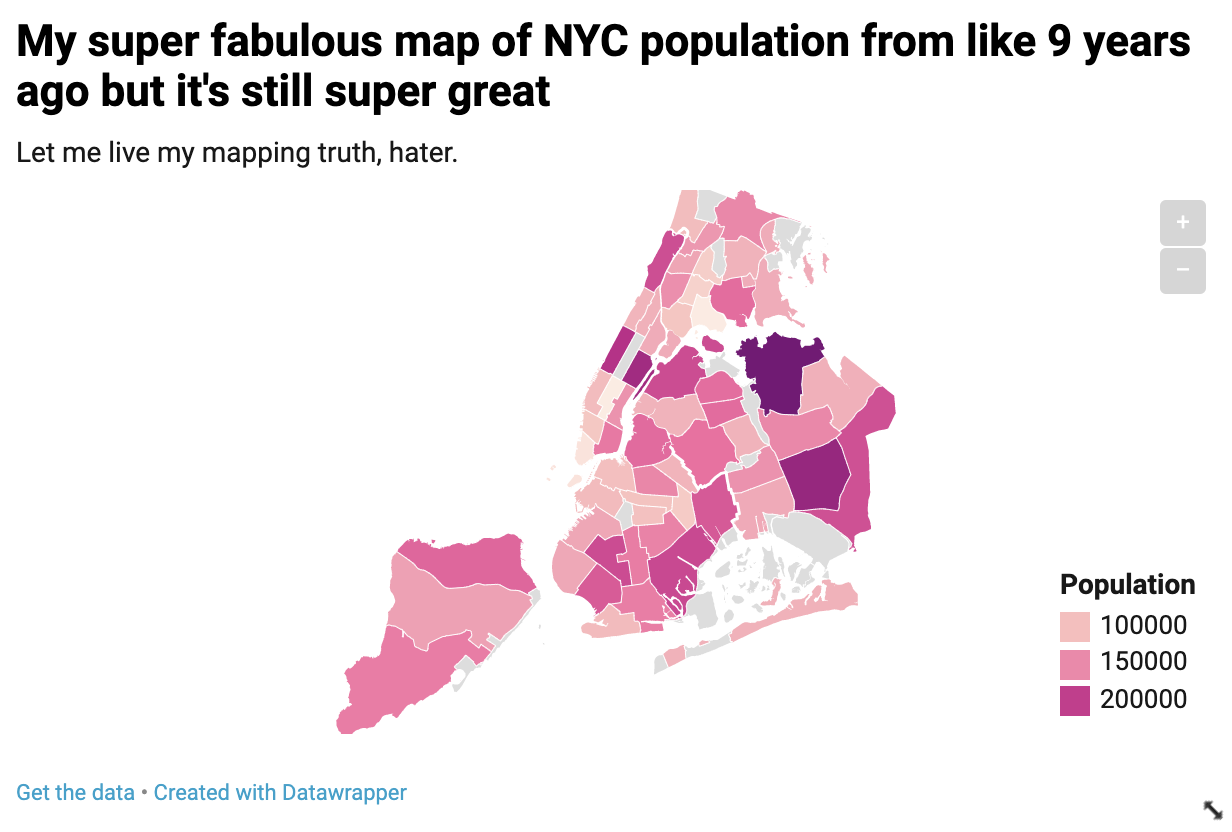 My super fabulous map of NYC population from like 9 years
ago but it's still super great
Let me live my mapping truth, hater.
+
−
Population
100000
150000
200000
Get the data • Created with Datawrapper